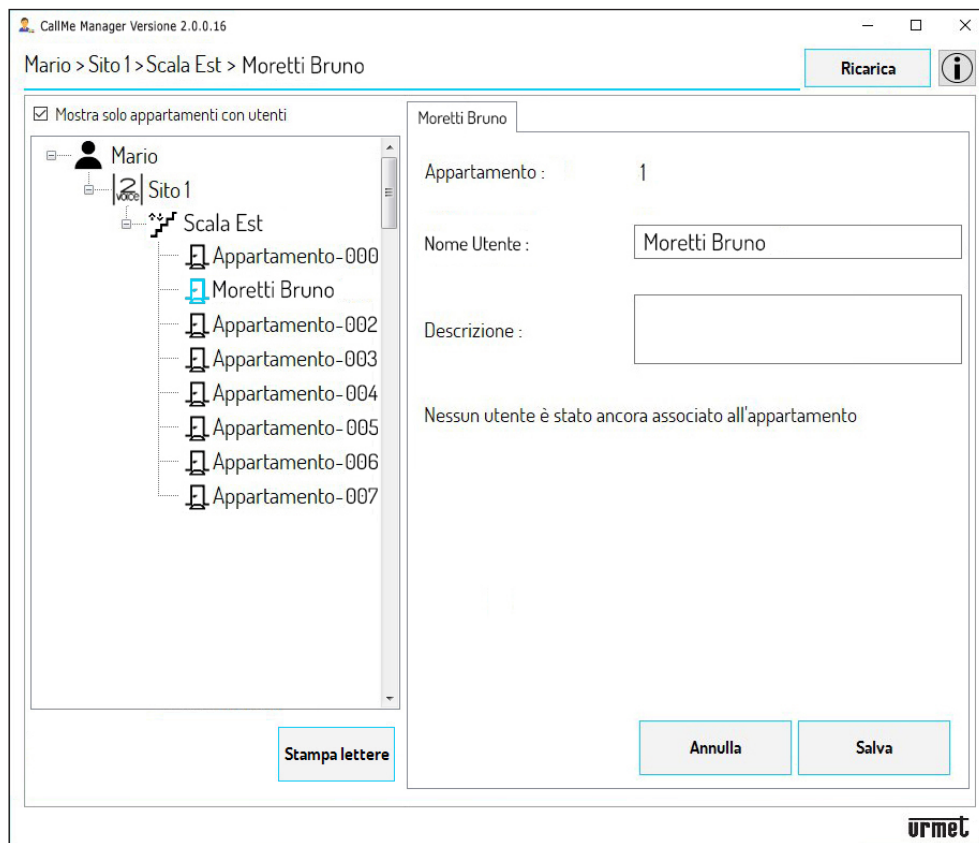 CallMe Manager Versione 2.0.0.16
Mario > Sito 1 > Scala Est > Moretti Bruno
Ricarica
i
Mostra solo appartamenti con utenti
Mario
2 voice Sito 1
Scala Est
Appartamento-000
Moretti Bruno
Appartamento-002
Appartamento-003
Appartamento-004
Appartamento-005
Appartamento-006
Appartamento-007
Stampa lettere
Moretti Bruno
Appartamento : 1
Nome Utente : Moretti Bruno
Descrizione :
Nessun utente è stato ancora associato all'appartamento
Annulla
Salva
urmet